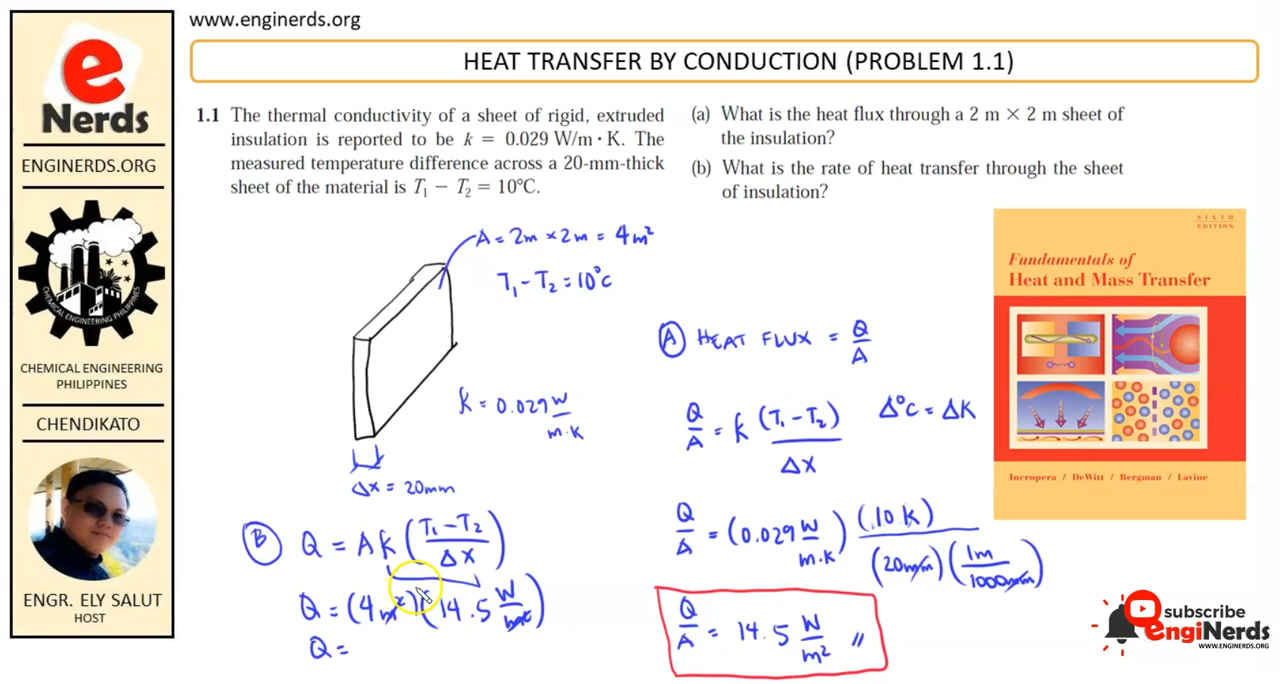 e
Nerds
ENGINERDS.ORG
CHEMICAL ENGINEERING PHILIPPINES
CHEMICAL ENGINEERING
PHILIPPINES
CHENDIKATO
ENGR. ELY SALUT
HOST
www.enginerds.org
HEAT TRANSFER BY CONDUCTION (PROBLEM 1.1)
1.1 The thermal conductivity of a sheet of rigid, extruded
insulation is reported to be k = 0.029 W/m · K. The
measured temperature difference across a 20-mm-thick
sheet of the material is T₁ − T₂ = 10°C.
(a) What is the heat flux through a 2 m × 2 m sheet of
the insulation?
(b) What is the rate of heat transfer through the sheet
of insulation?
A = 2m × 2m = 4m²
T₁ − T₂ = 10°C
k = 0.029 W/m.K
Δx = 20mm
(B) Q = Ak (T₁ − T₂/Δx)
Q = (4m²)(14.5 W/m²)
Q =
(A) HEAT FLUX = Q/A
Q/A = k (T₁ − T₂)/Δx Δ°C = ΔK
Q/A = (0.029 W/m.K) (10K)/(20mm)(1m/1000mm)
Q/A = 14.5 W/m² //
SIXTH
EDITION
Fundamentals of
Heat and Mass Transfer
Incropera / DeWitt / Bergman / Lavine
subscribe
engiNerds
WWW.ENGINERDS.ORG